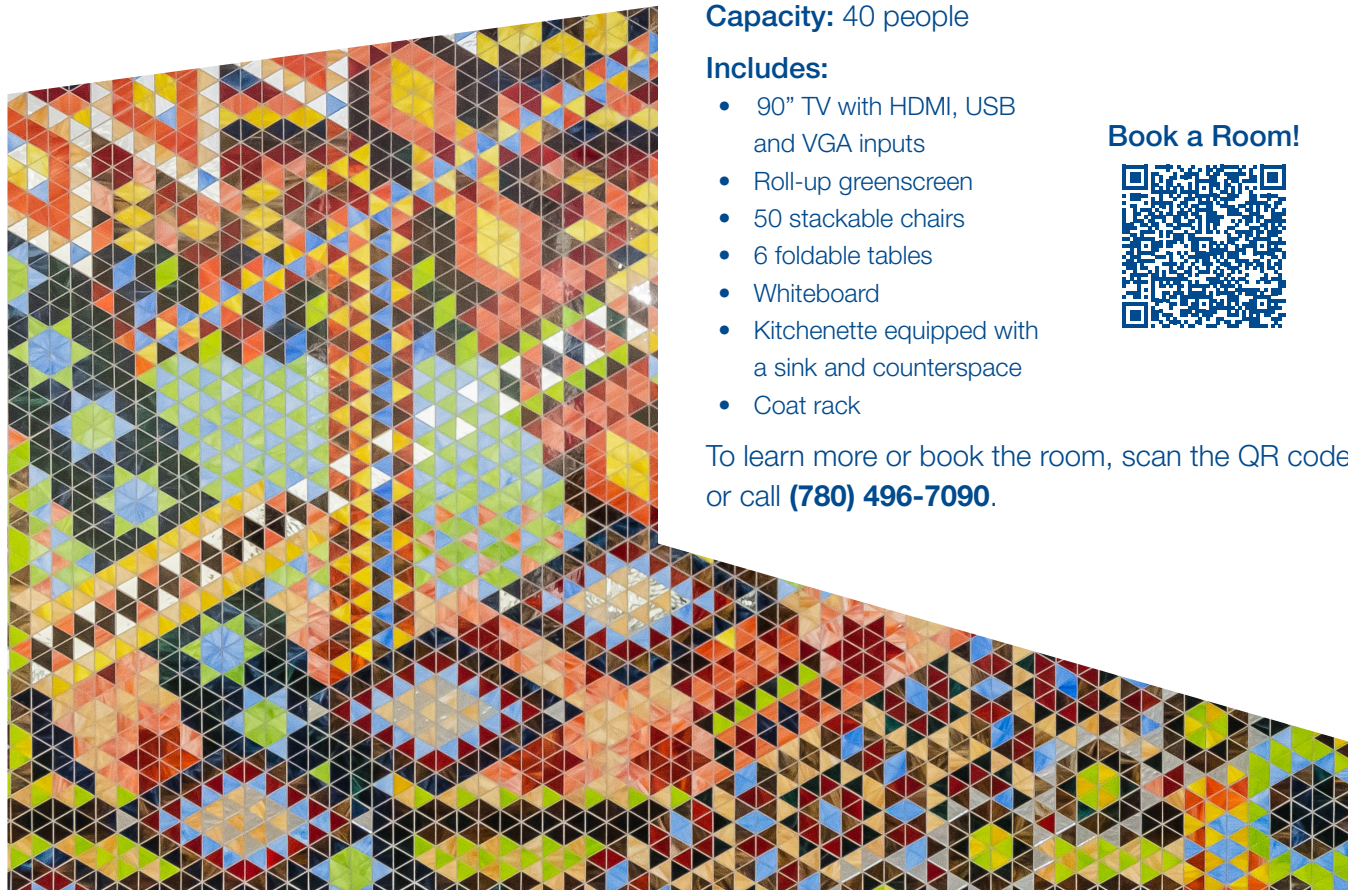 Capacity: 40 people
Includes:
• 90” TV with HDMI, USB
and VGA inputs
• Roll-up greenscreen
• 50 stackable chairs
• 6 foldable tables
• Whiteboard
• Kitchenette equipped with
a sink and counterspace
• Coat rack
Book a Room!
To learn more or book the room, scan the QR code
or call (780) 496-7090.